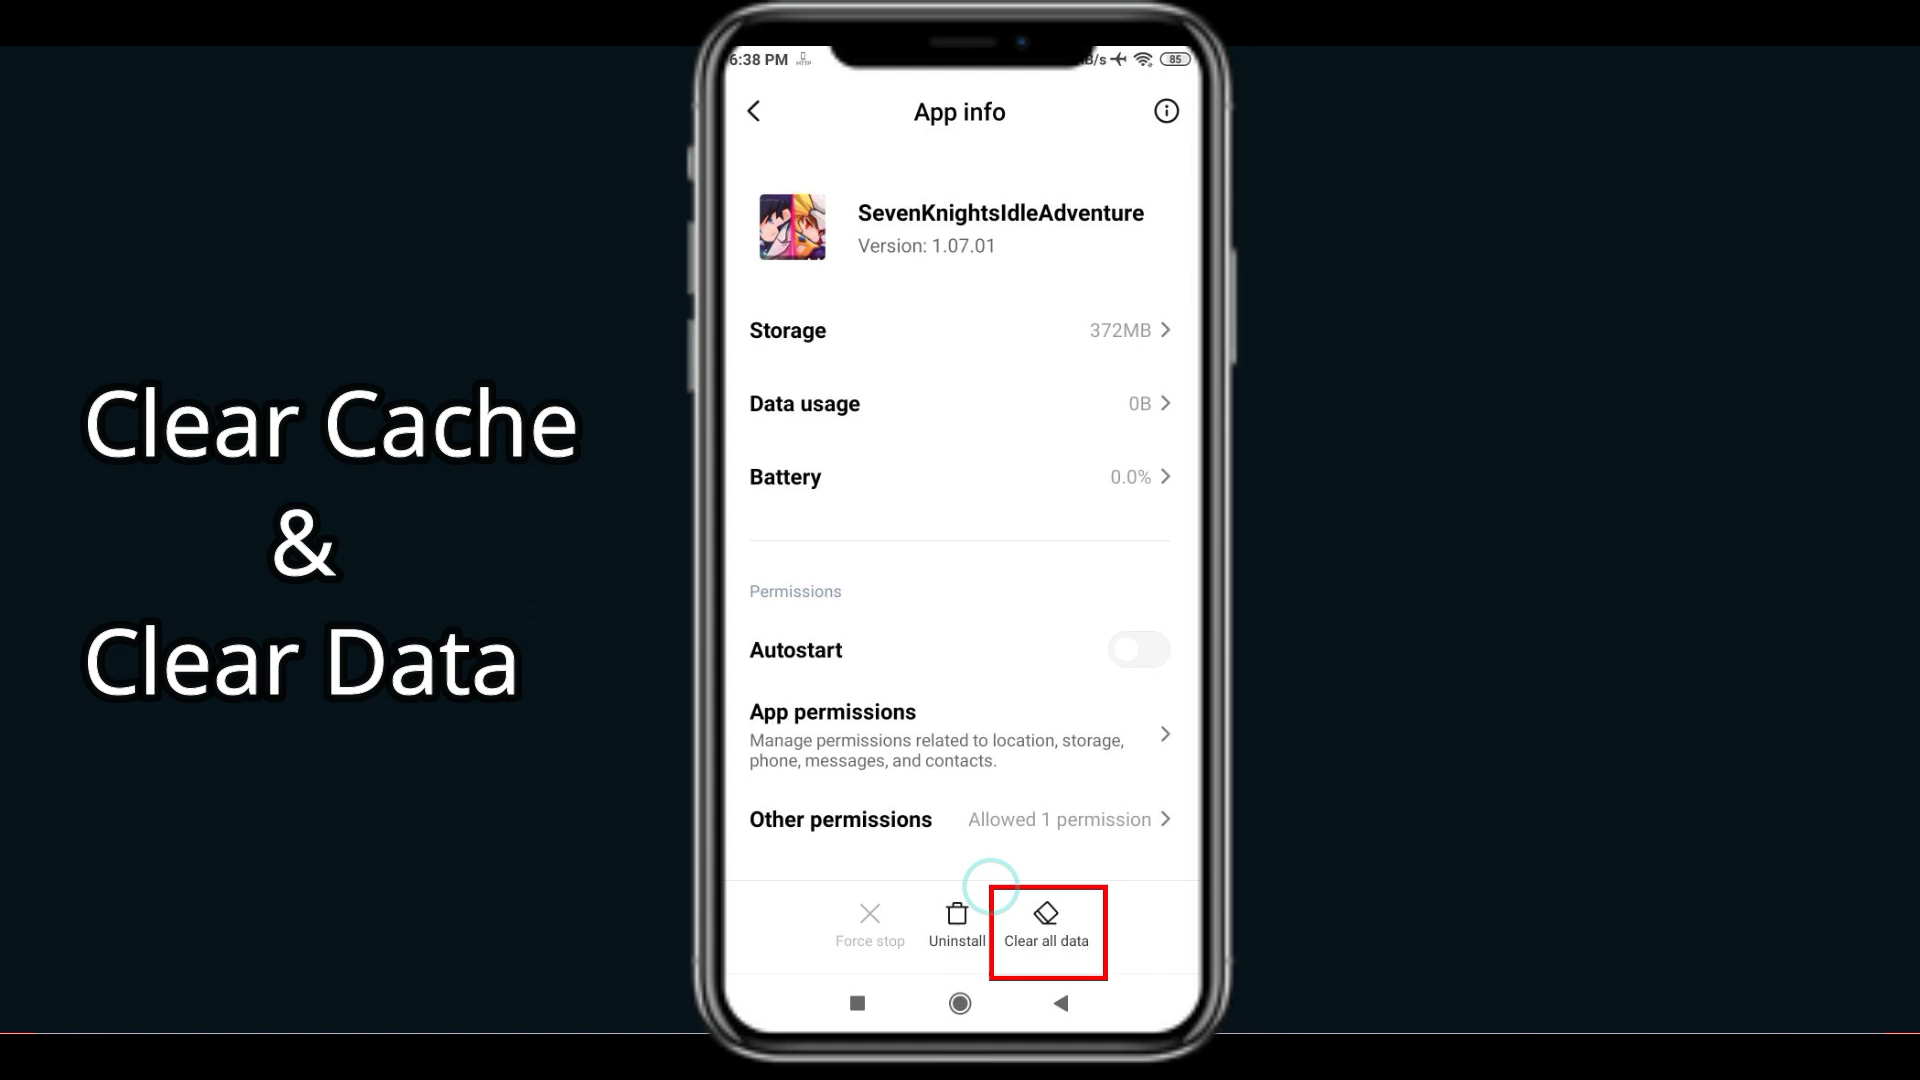 6:38 PM
B/s
85
App info
SevenKnightsIdleAdventure
Version: 1.07.01
Storage
372MB
Data usage
0B
Battery
0.0%
Permissions
Autostart
App permissions
Manage permissions related to location, storage,
phone, messages, and contacts.
Other permissions
Allowed 1 permission
Force stop
Uninstall
Clear all data
Clear Cache
&
Clear Data